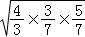 √(4/3 × 3/7 × 5/7)